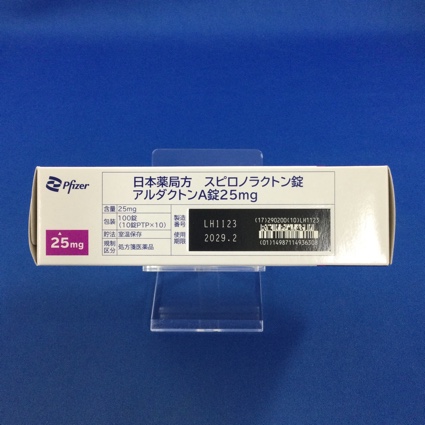 Pfizer
日本薬局方 スピロノラクトン錠
アルダクトンA錠25mg
25mg
含量 25mg
包装 100錠
(10錠PTP×10)
貯法 室温保存
規制区分 処方箋医薬品
製造番号 LH1123
使用期限 2029.2
(17)290200(10)LH1123
(01)14987114936308